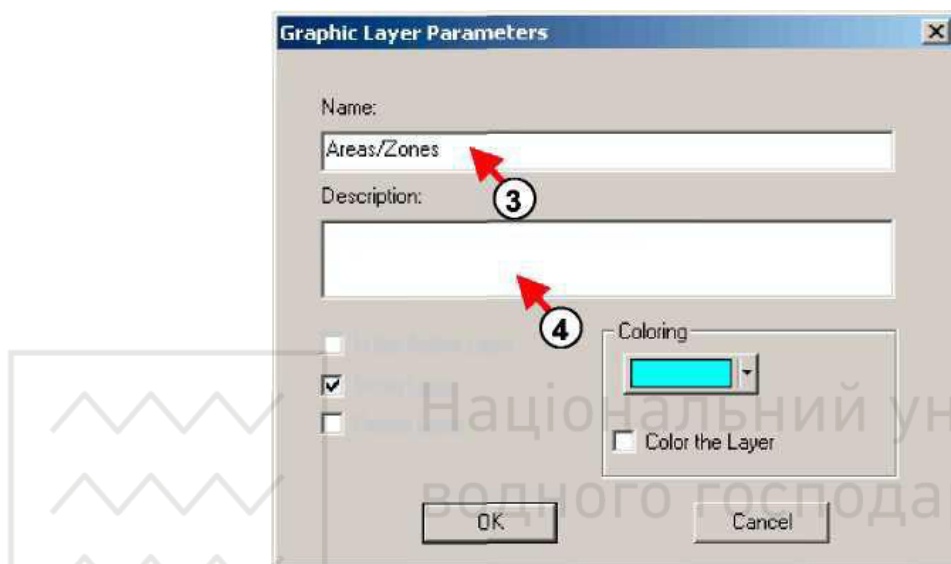 Graphic Layer Parameters
Name:
Areas/Zones
3
Description:
4
Coloring
Національний ун
Color the Layer
водного господа
OK
Cancel